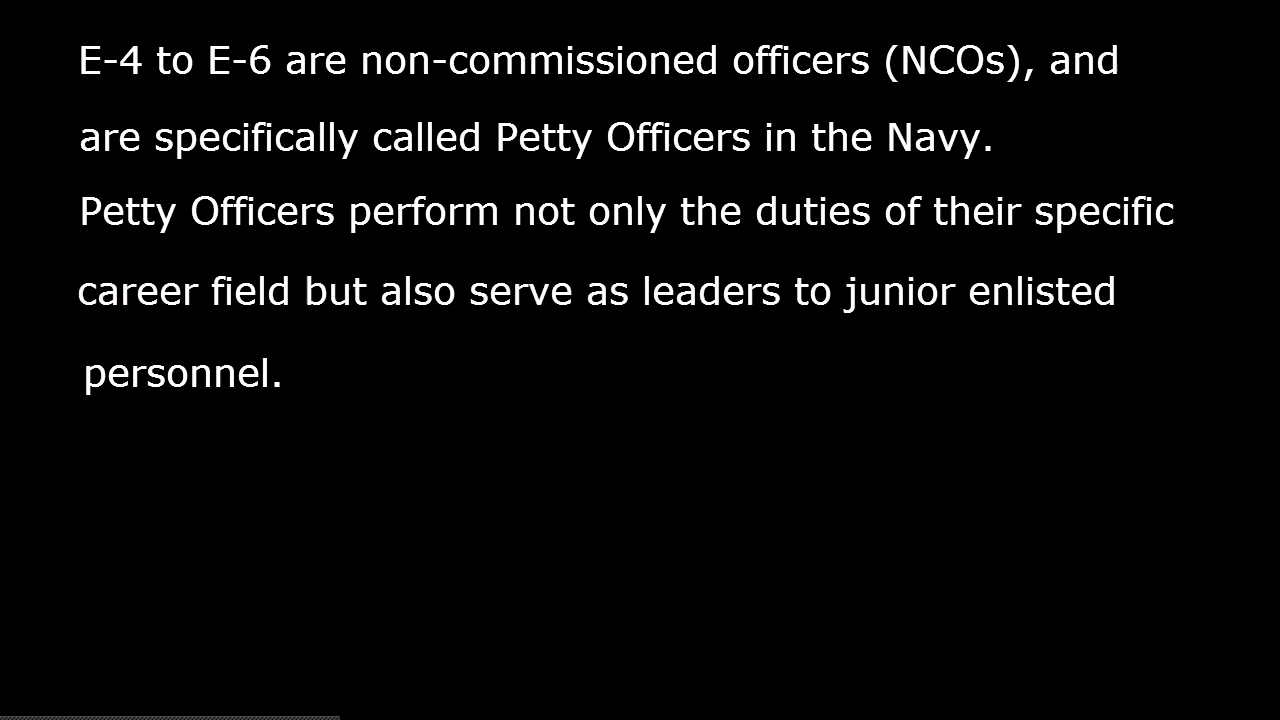 E-4 to E-6 are non-commissioned officers (NCOs), and
are specifically called Petty Officers in the Navy.
Petty Officers perform not only the duties of their specific
career field but also serve as leaders to junior enlisted
personnel.